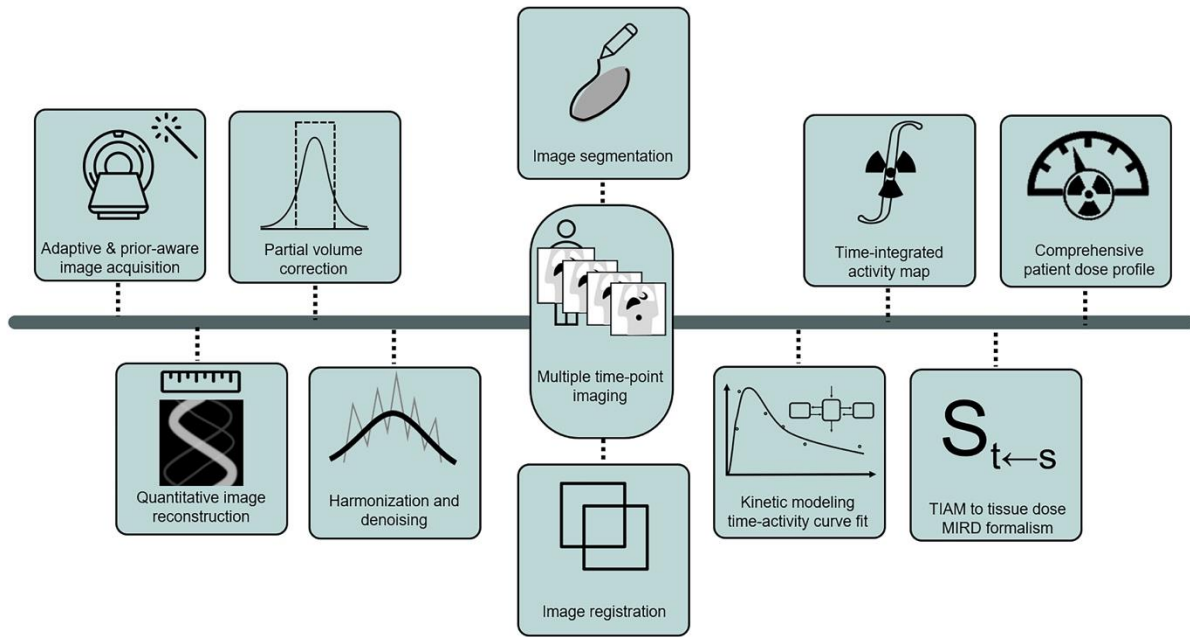 Adaptive & prior-aware
image acquisition
Quantitative image
reconstruction
Partial volume
correction
Harmonization and
denoising
Image segmentation
Multiple time-point
imaging
Image registration
Kinetic modeling
time-activity curve fit
Time-integrated
activity map
S t←s
TIAM to tissue dose
MIRD formalism
Comprehensive
patient dose profile